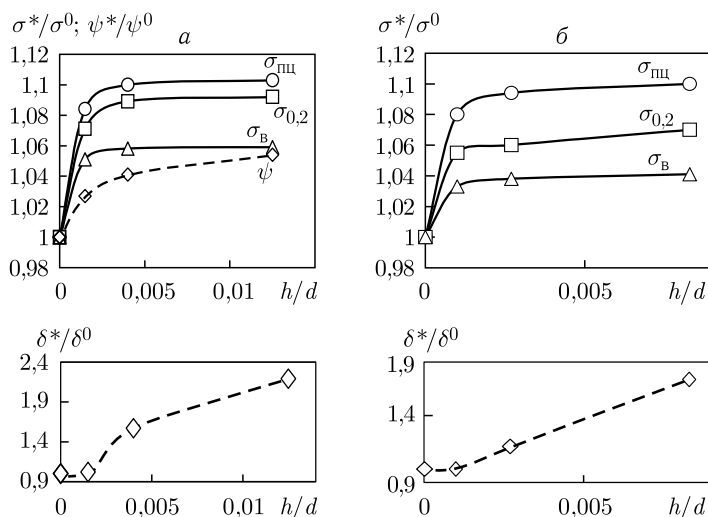 σ*/σ⁰; ψ*/ψ⁰
а
1,12
1,1
1,08
1,06
1,04
1,02
1
0,98
σпц
σ0,2
σв
ψ
0
0,005
0,01
h/d
σ*/σ⁰
б
1,12
1,1
1,08
1,06
1,04
1,02
1
0,98
σпц
σ0,2
σв
0
0,005
h/d
δ*/δ⁰
2,4
1,9
1,4
0,9
0
0,005
0,01
h/d
δ*/δ⁰
1,9
1,4
0,9
0
0,005
h/d